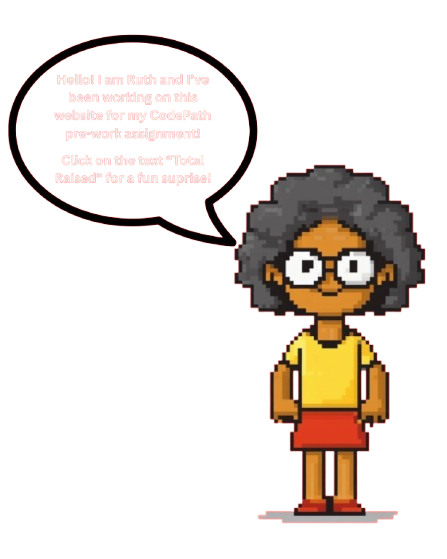 Hello! I am Ruth and I've
been working on this
website for my CodePath
pre-work assignment!
Click on the text "Total
Raised" for a fun suprise!